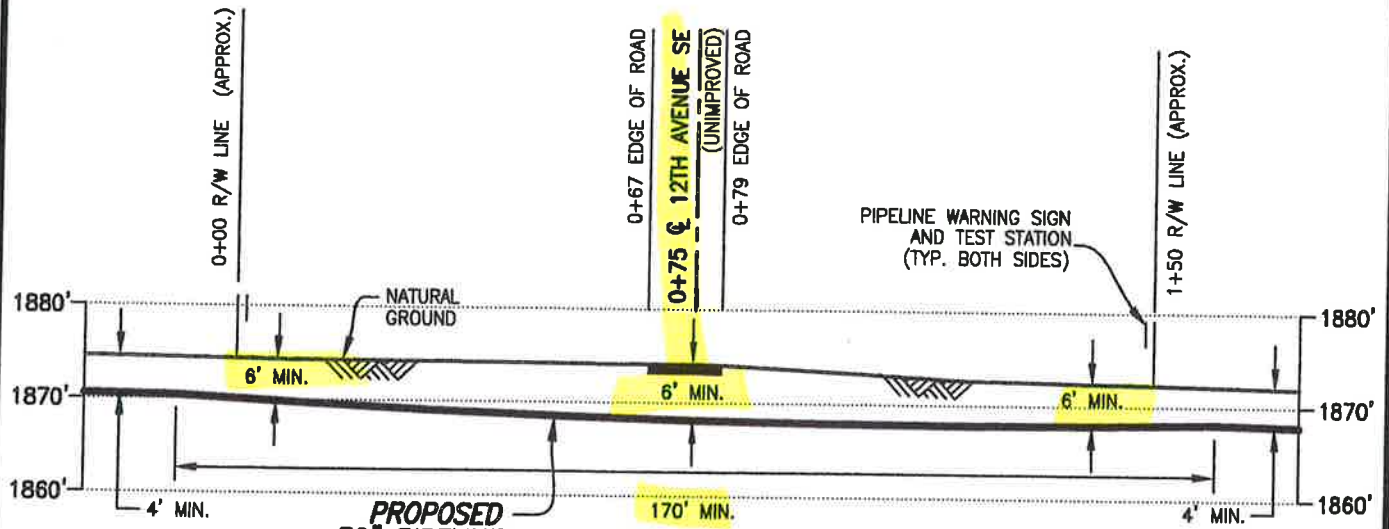 0+00 R/W LINE (APPROX.)
0+67 EDGE OF ROAD
0+75 ℄ 12TH AVENUE SE
(UNIMPROVED)
0+79 EDGE OF ROAD
1+50 R/W LINE (APPROX.)
PIPELINE WARNING SIGN
AND TEST STATION
(TYP. BOTH SIDES)
1880'
NATURAL
GROUND
1880'
6' MIN.
6' MIN.
6' MIN.
1870'
1870'
1860'
4' MIN.
PROPOSED
170' MIN.
4' MIN.
1860'